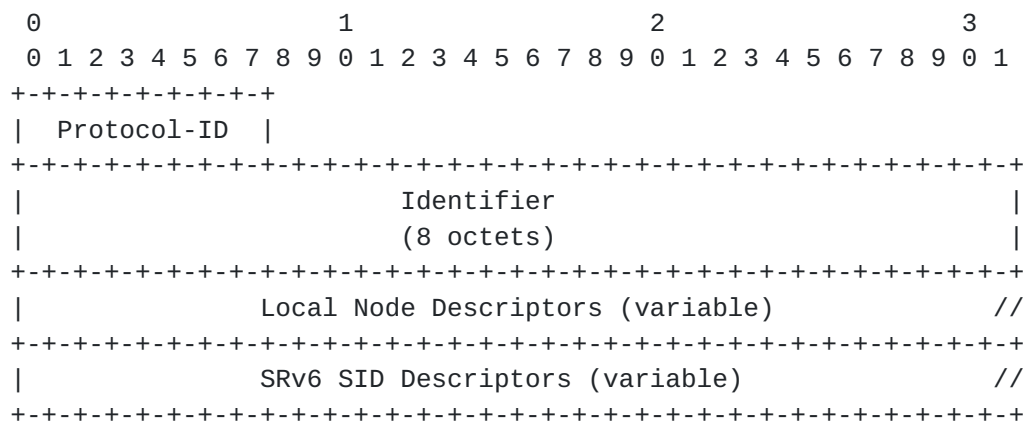 0                   1                   2                   3
 0 1 2 3 4 5 6 7 8 9 0 1 2 3 4 5 6 7 8 9 0 1 2 3 4 5 6 7 8 9 0 1
+-+-+-+-+-+-+-+-+
|  Protocol-ID  |
+-+-+-+-+-+-+-+-+-+-+-+-+-+-+-+-+-+-+-+-+-+-+-+-+-+-+-+-+-+-+-+-+
|                        Identifier                             |
|                        (8 octets)                             |
+-+-+-+-+-+-+-+-+-+-+-+-+-+-+-+-+-+-+-+-+-+-+-+-+-+-+-+-+-+-+-+-+
|               Local Node Descriptors (variable)              //
+-+-+-+-+-+-+-+-+-+-+-+-+-+-+-+-+-+-+-+-+-+-+-+-+-+-+-+-+-+-+-+-+
|               SRv6 SID Descriptors (variable)                //
+-+-+-+-+-+-+-+-+-+-+-+-+-+-+-+-+-+-+-+-+-+-+-+-+-+-+-+-+-+-+-+-+